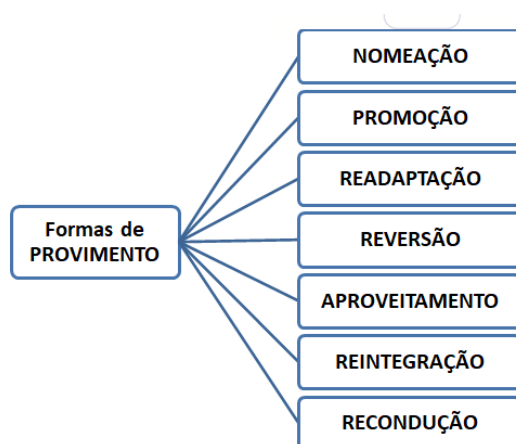 Formas de
PROVIMENTO
NOMEAÇÃO
PROMOÇÃO
READAPTAÇÃO
REVERSÃO
APROVEITAMENTO
REINTEGRAÇÃO
RECONDUÇÃO